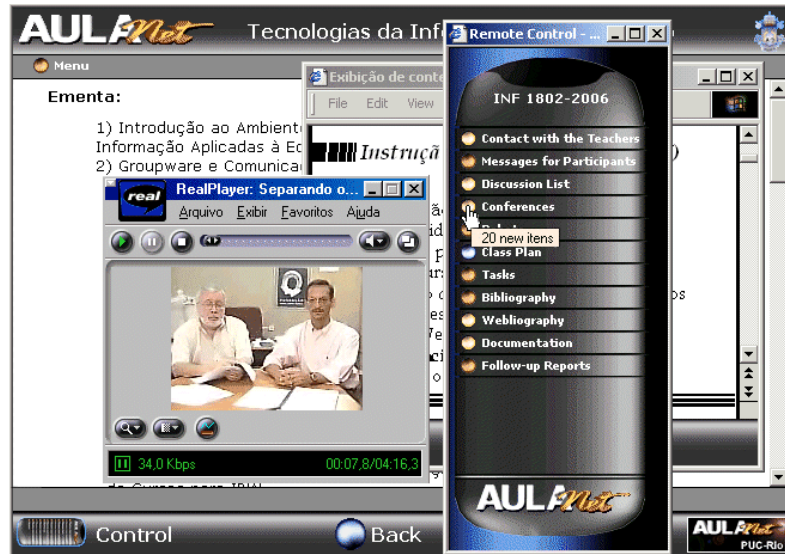 AULANet Tecnologias da Inf
Menu
Ementa:
1) Introdução ao Ambient
Informação Aplicadas à Ed
2) Groupware e Comunica
Exibição de conte
File Edit View
Instruçã
RealPlayer: Separando o...
real
Arquivo Exibir Favoritos Ajuda
34,0 Kbps 00:07,8/04:16,3
Remote Control - ...
INF 1802-2006
Contact with the Teachers
Messages for Participants
Discussion List
Conferences
20 new itens
Class Plan
Tasks
Bibliography
Webliography
Documentation
Follow-up Reports
AULANet
Control
Back
AULANet
PUC-Rio